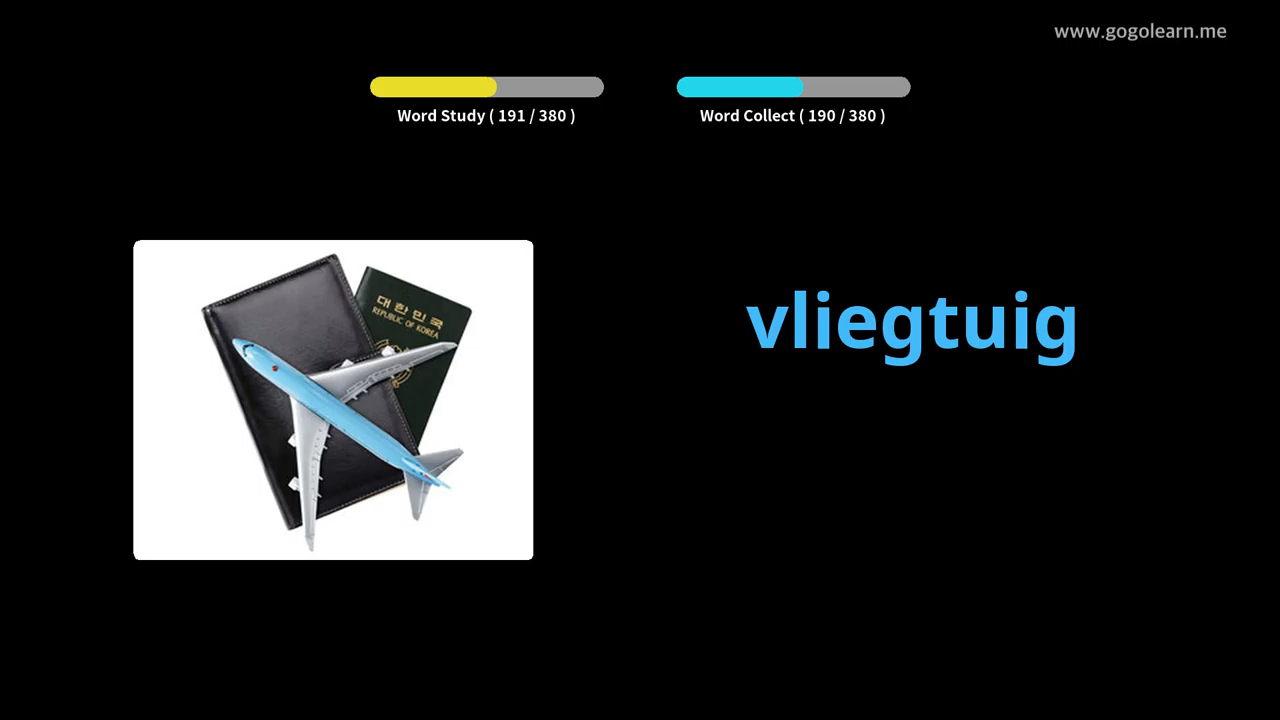 www.gogolearn.me
Word Study ( 191 / 380 )
Word Collect ( 190 / 380 )
대한민국
REPUBLIC OF KOREA
vliegtuig